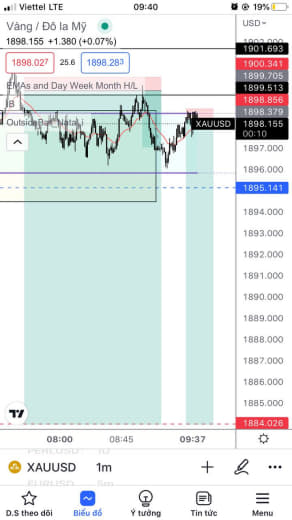 Viettel LTE 09:40 19%
Vàng / Đô la Mỹ
USD
1898.155 +1.380 (+0.07%)
1902.000
1901.693
1898.027 25.6 1898.283
1900.341
1899.705
EMAs and Day Week Month H/L
1899.513
1898.856
IB
1898.379
XAUUSD 1898.155
00:10
1897.000
1896.000
1895.141
1894.000
1893.000
1892.000
1891.000
1890.000
1889.000
1888.000
1887.000
1886.000
1885.000
1884.026
08:00 08:45 09:37
XAUUSD 1m
D.S theo dõi Biểu đồ Ý tưởng Tin tức Menu